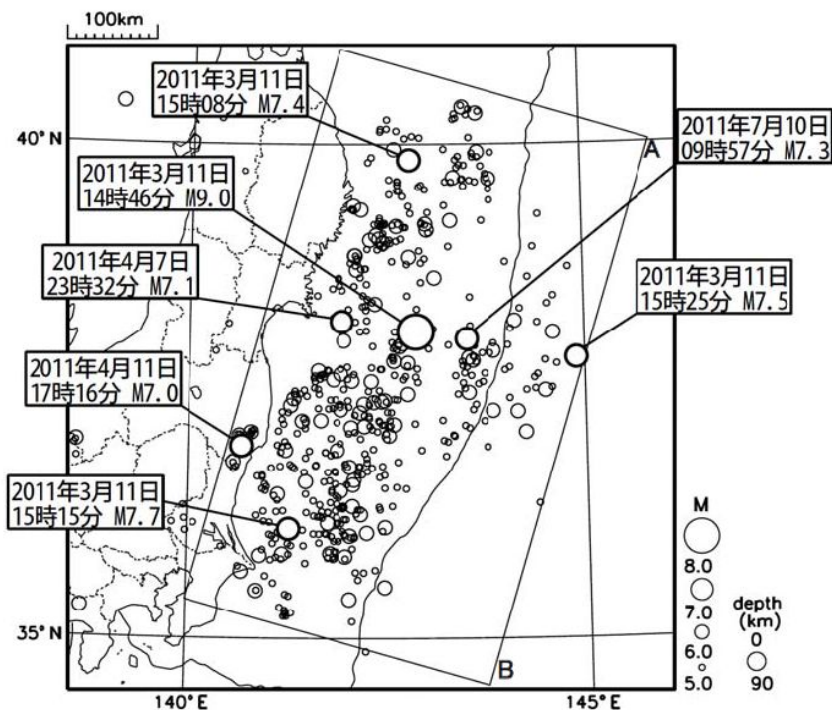 100km
2011年3月11日
15時08分 M7.4
40°N
A
2011年7月10日
09時57分 M7.3
2011年3月11日
14時46分 M9.0
2011年4月7日
23時32分 M7.1
2011年3月11日
15時25分 M7.5
2011年4月11日
17時16分 M7.0
2011年3月11日
15時15分 M7.7
M
8.0
7.0
6.0
5.0
depth
(km)
0
90
35°N
B
140°E
145°E